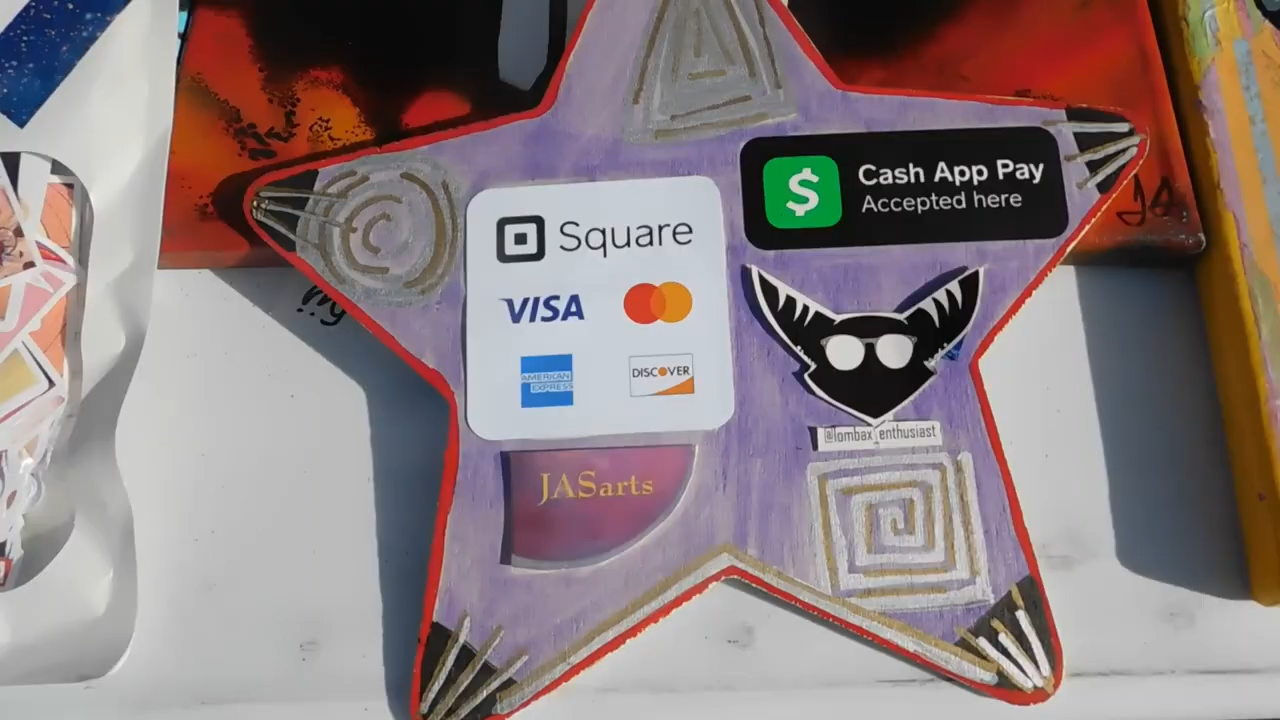 Square
VISA
AMERICAN
EXPRESS
DISCOVER
Cash App Pay
Accepted here
@lombax_enthusiast
JASarts